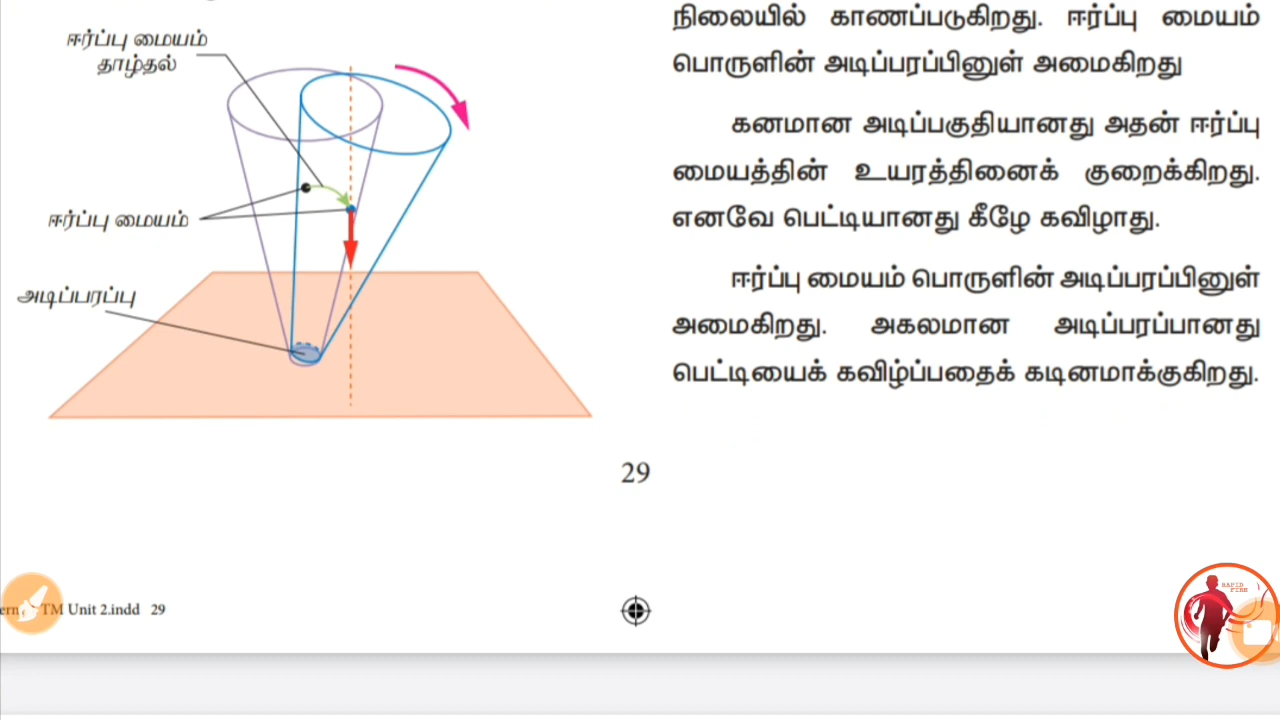 ஈர்ப்பு மையம்
தாழ்தல்
ஈர்ப்பு மையம்
அடிப்பரப்பு
நிலையில் காணப்படுகிறது. ஈர்ப்பு மையம்
பொருளின் அடிப்பரப்பினுள் அமைகிறது
கனமான அடிப்பகுதியானது அதன் ஈர்ப்பு
மையத்தின் உயரத்தினைக் குறைக்கிறது.
எனவே பெட்டியானது கீழே கவிழாது.
ஈர்ப்பு மையம் பொருளின் அடிப்பரப்பினுள்
அமைகிறது. அகலமான அடிப்பரப்பானது
பெட்டியைக் கவிழ்ப்பதைக் கடினமாக்குகிறது.
29
TM Unit 2.indd 29
RAPID
FIRE